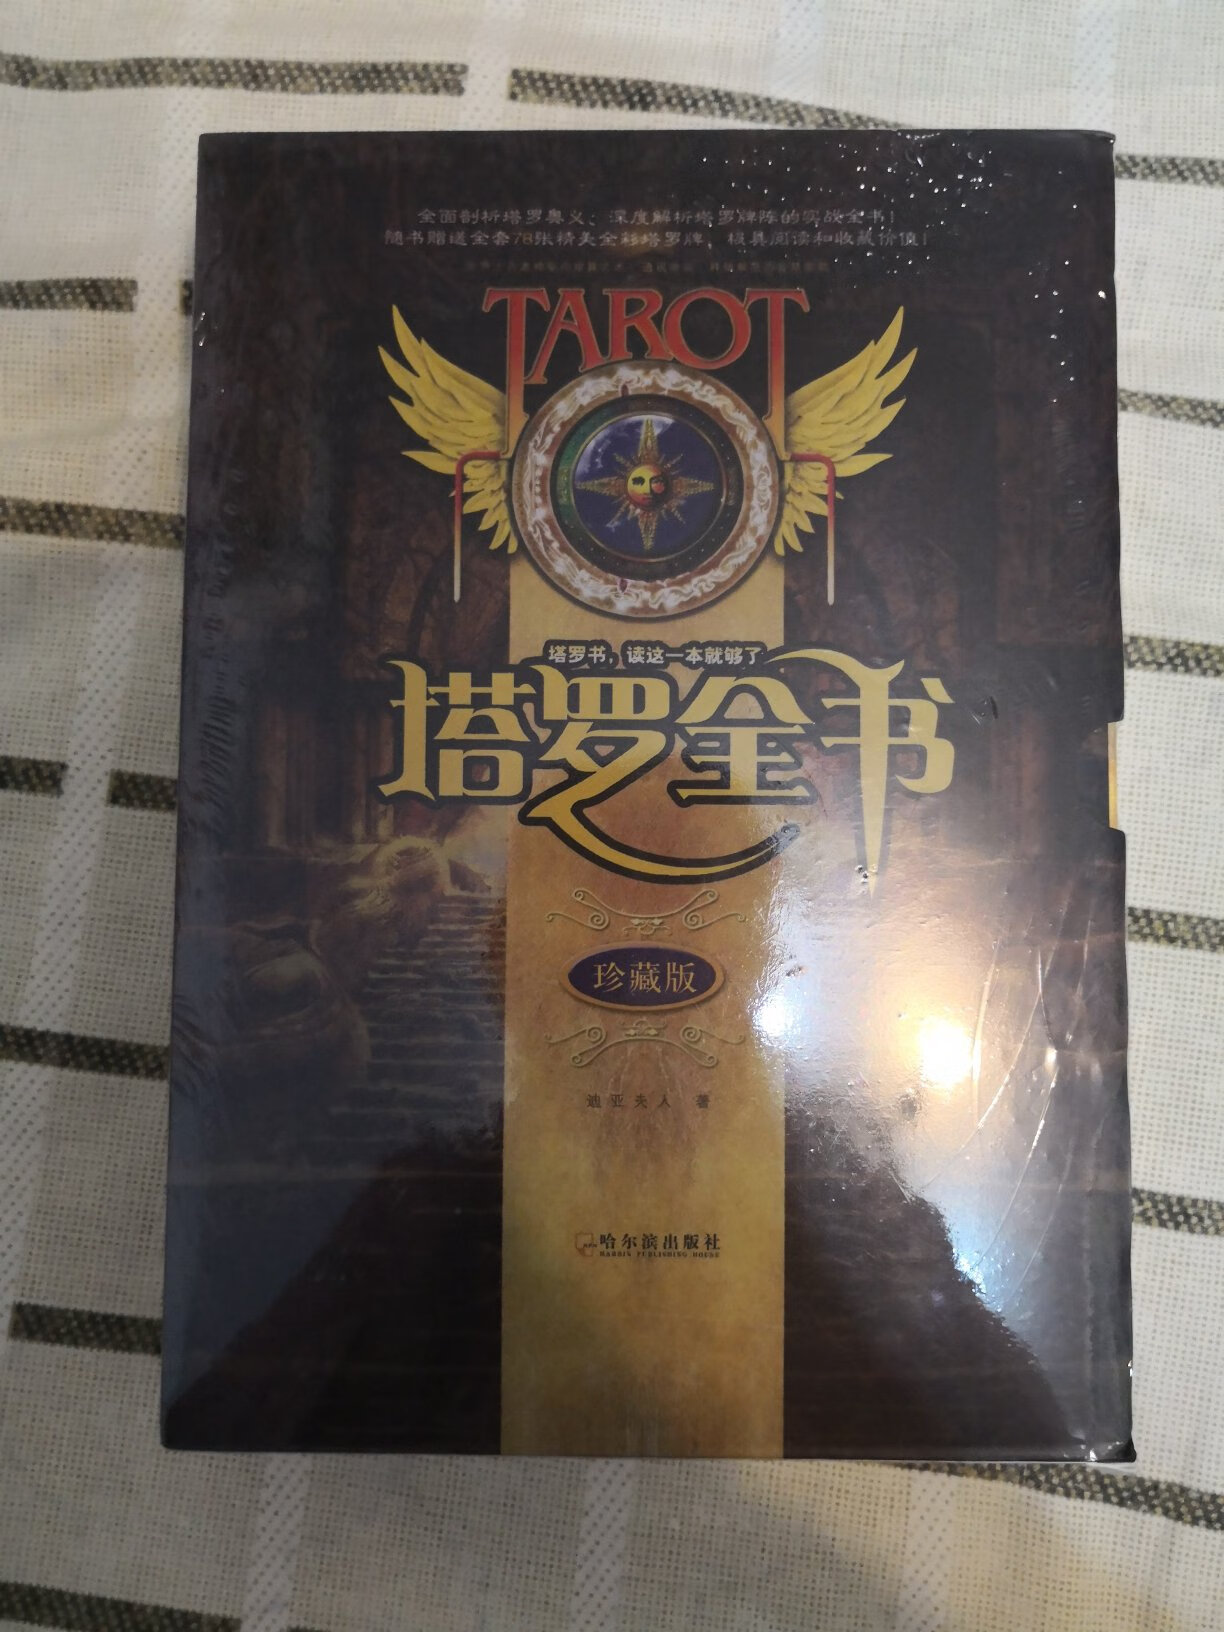 全面剖析塔罗奥义、深度解析塔罗牌阵的实战全书！
随书赠送全套78张精美全彩塔罗牌，极具阅读和收藏价值！
TAROT
塔罗书，读这一本就够了
塔罗全书
珍藏版
迪亚夫人 著
哈尔滨出版社
HARBIN PUBLISHING HOUSE